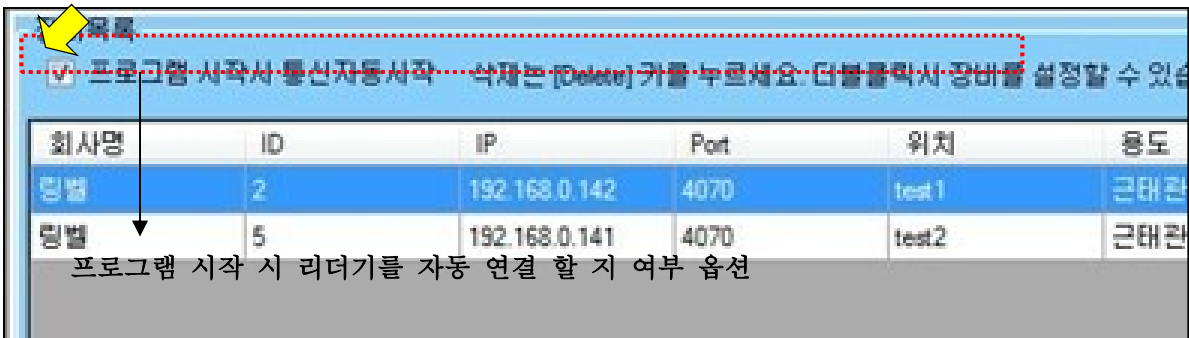 목록
프로그램 시작시 통신자동시작 삭제는 [Delete] 키를 누르세요. 더블클릭시 장비를 설정할 수 있습
회사명 ID IP Port 위치 용도
링벨 2 192.168.0.142 4070 test1 근태관
링벨 5 192.168.0.141 4070 test2 근태관
프로그램 시작 시 리더기를 자동 연결 할 지 여부 옵션